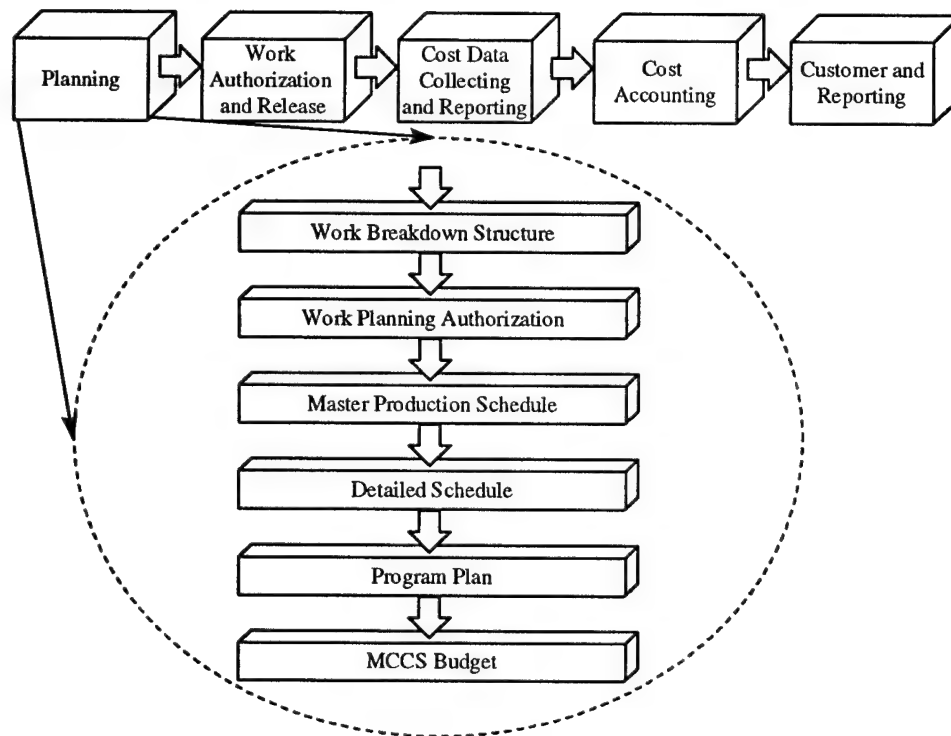 Planning
Work
Authorization
and Release
Cost Data
Collecting
and Reporting
Cost
Accounting
Customer and
Reporting
Work Breakdown Structure
Work Planning Authorization
Master Production Schedule
Detailed Schedule
Program Plan
MCCS Budget